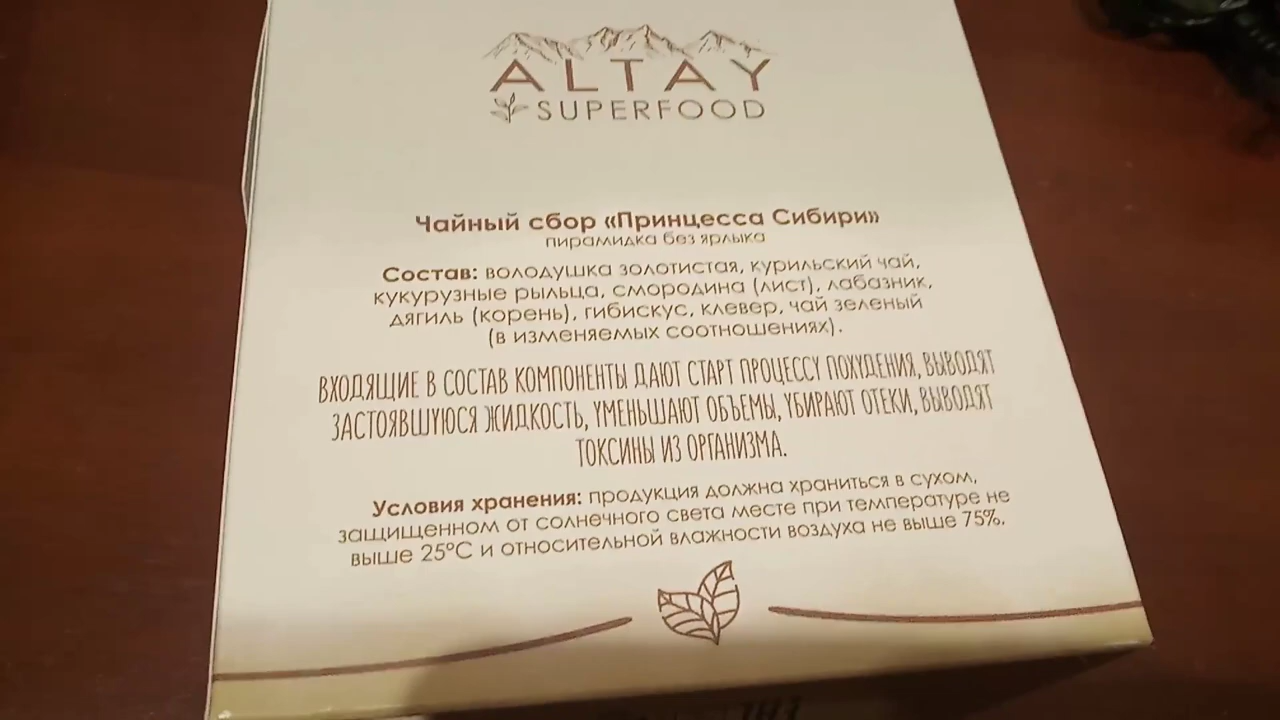 ALTAY
SUPERFOOD
Чайный сбор «Принцесса Сибири»
пирамидка без ярлыка
Состав: володушка золотистая, курильский чай,
кукурузные рыльца, смородина (лист), лабазник,
дягиль (корень), гибискус, клевер, чай зеленый
(в изменяемых соотношениях).
ВХОДЯЩИЕ В СОСТАВ КОМПОНЕНТЫ ДАЮТ СТАРТ ПРОЦЕССУ ПОХУДЕНИЯ, ВЫВОДЯТ
ЗАСТОЯВШУЮСЯ ЖИДКОСТЬ, УМЕНЬШАЮТ ОБЪЕМЫ, УБИРАЮТ ОТЕКИ, ВЫВОДЯТ
ТОКСИНЫ ИЗ ОРГАНИЗМА.
Условия хранения: продукция должна храниться в сухом,
защищенном от солнечного света месте при температуре не
выше 25°С и относительной влажности воздуха не выше 75%.